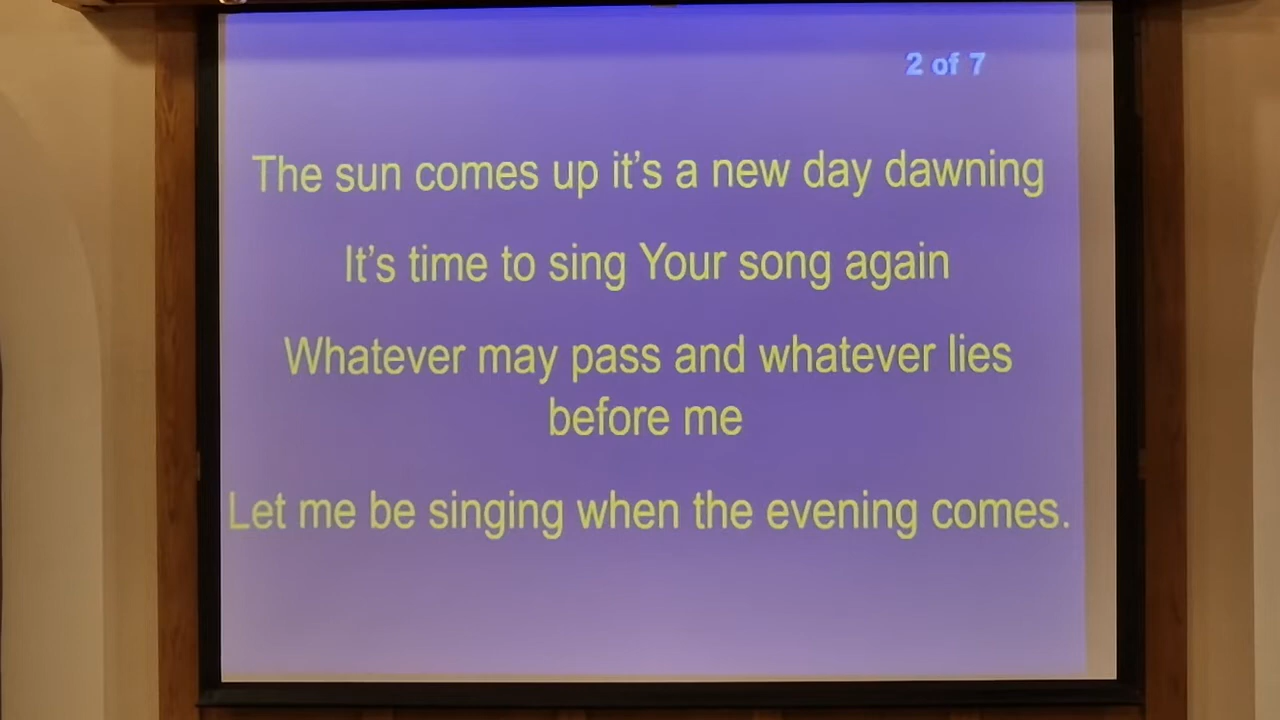 2 of 7
The sun comes up it's a new day dawning
It's time to sing Your song again
Whatever may pass and whatever lies
before me
Let me be singing when the evening comes.